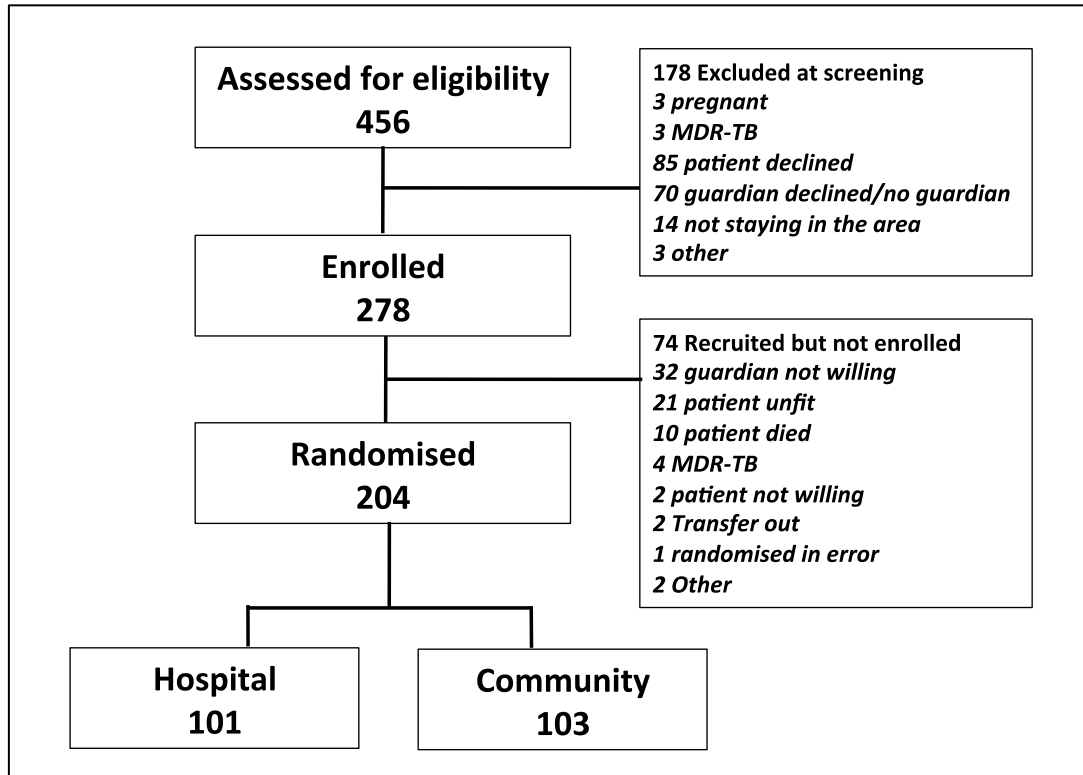 Assessed for eligibility
456
178 Excluded at screening
3 pregnant
3 MDR-TB
85 patient declined
70 guardian declined/no guardian
14 not staying in the area
3 other
Enrolled
278
74 Recruited but not enrolled
32 guardian not willing
21 patient unfit
10 patient died
4 MDR-TB
2 patient not willing
2 Transfer out
1 randomised in error
2 Other
Randomised
204
Hospital
101
Community
103